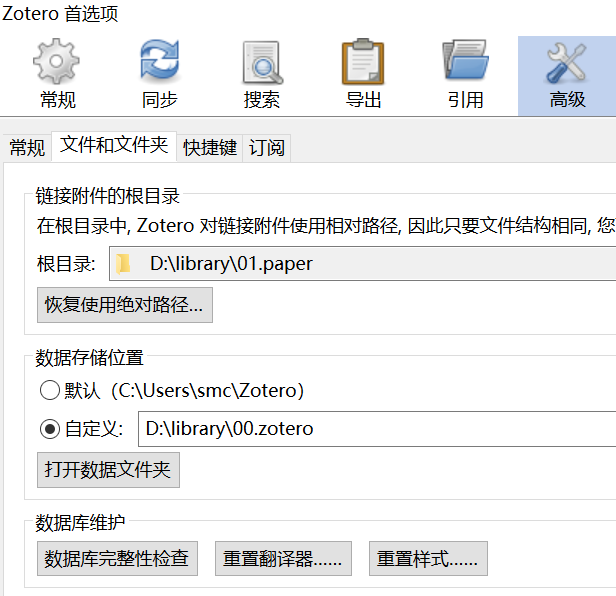 Zotero 首选项
常规 同步 搜索 导出 引用 高级
常规 文件和文件夹 快捷键 订阅
链接附件的根目录
在根目录中, Zotero 对链接附件使用相对路径, 因此只要文件结构相同, 您
根目录: D:\library\01.paper
恢复使用绝对路径...
数据存储位置
默认（C:\Users\smc\Zotero）
自定义: D:\library\00.zotero
打开数据文件夹
数据库维护
数据库完整性检查 重置翻译器...... 重置样式......